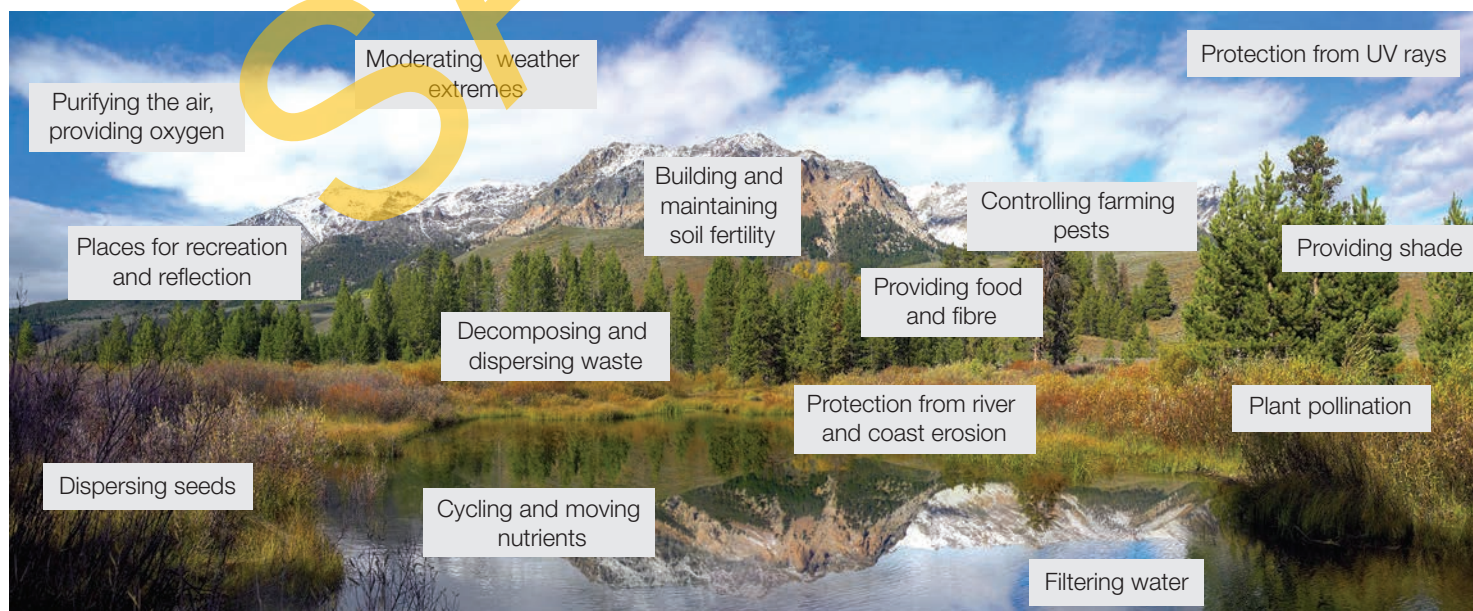 Moderating weather
extremes
Protection from UV rays
Purifying the air,
providing oxygen
Building and
maintaining
soil fertility
Controlling farming
pests
Places for recreation
and reflection
Providing shade
Providing food
and fibre
Decomposing and
dispersing waste
Protection from river
and coast erosion
Plant pollination
Dispersing seeds
Cycling and moving
nutrients
Filtering water